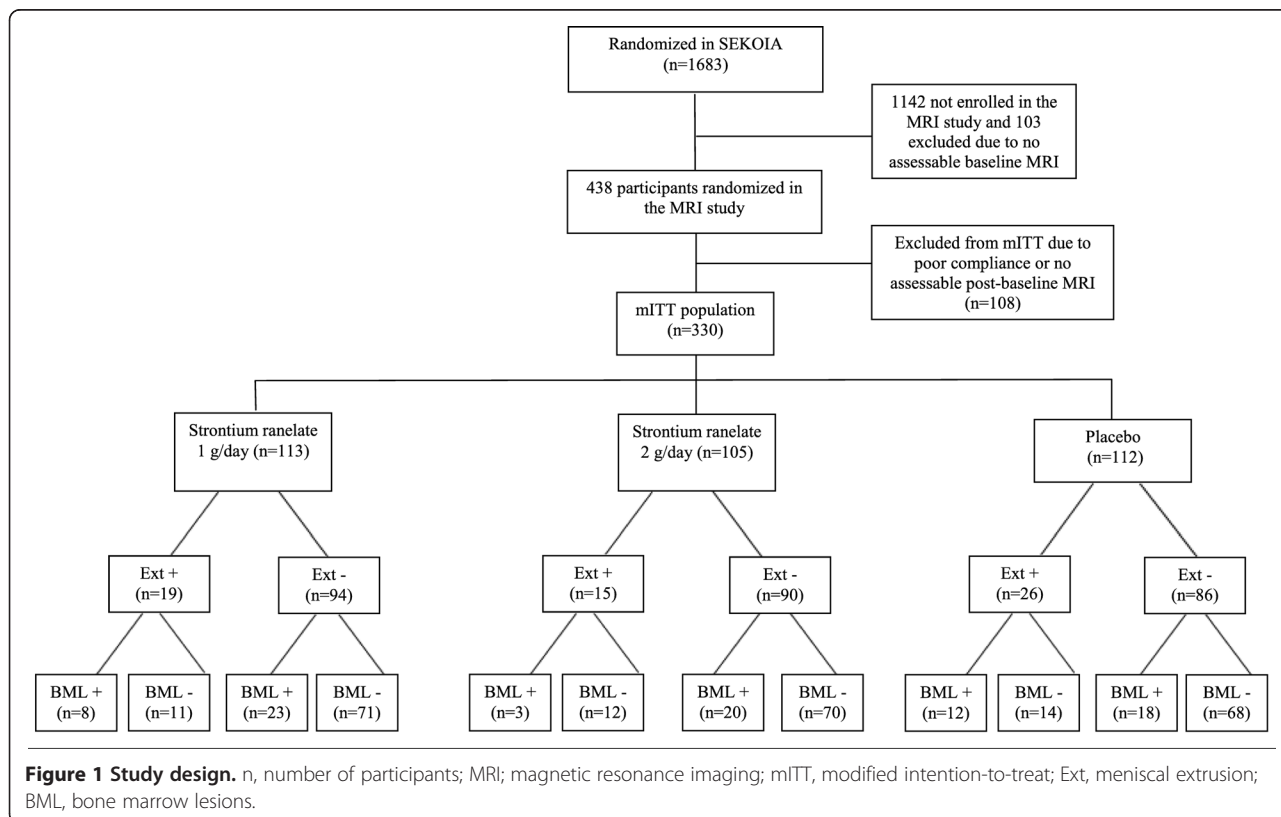 Randomized in SEKOIA
(n=1683)
1142 not enrolled in the
MRI study and 103
excluded due to no
assessable baseline MRI
438 participants randomized in
the MRI study
Excluded from mITT due to
poor compliance or no
assessable post-baseline MRI
(n=108)
mITT population
(n=330)
Strontium ranelate
1 g/day (n=113)
Strontium ranelate
2 g/day (n=105)
Placebo
(n=112)
Ext +
(n=19)
Ext -
(n=94)
Ext +
(n=15)
Ext -
(n=90)
Ext +
(n=26)
Ext -
(n=86)
BML +
(n=8)
BML -
(n=11)
BML +
(n=23)
BML -
(n=71)
BML +
(n=3)
BML -
(n=12)
BML +
(n=20)
BML -
(n=70)
BML +
(n=12)
BML -
(n=14)
BML +
(n=18)
BML -
(n=68)
Figure 1 Study design. n, number of participants; MRI; magnetic resonance imaging; mITT, modified intention-to-treat; Ext, meniscal extrusion;
BML, bone marrow lesions.